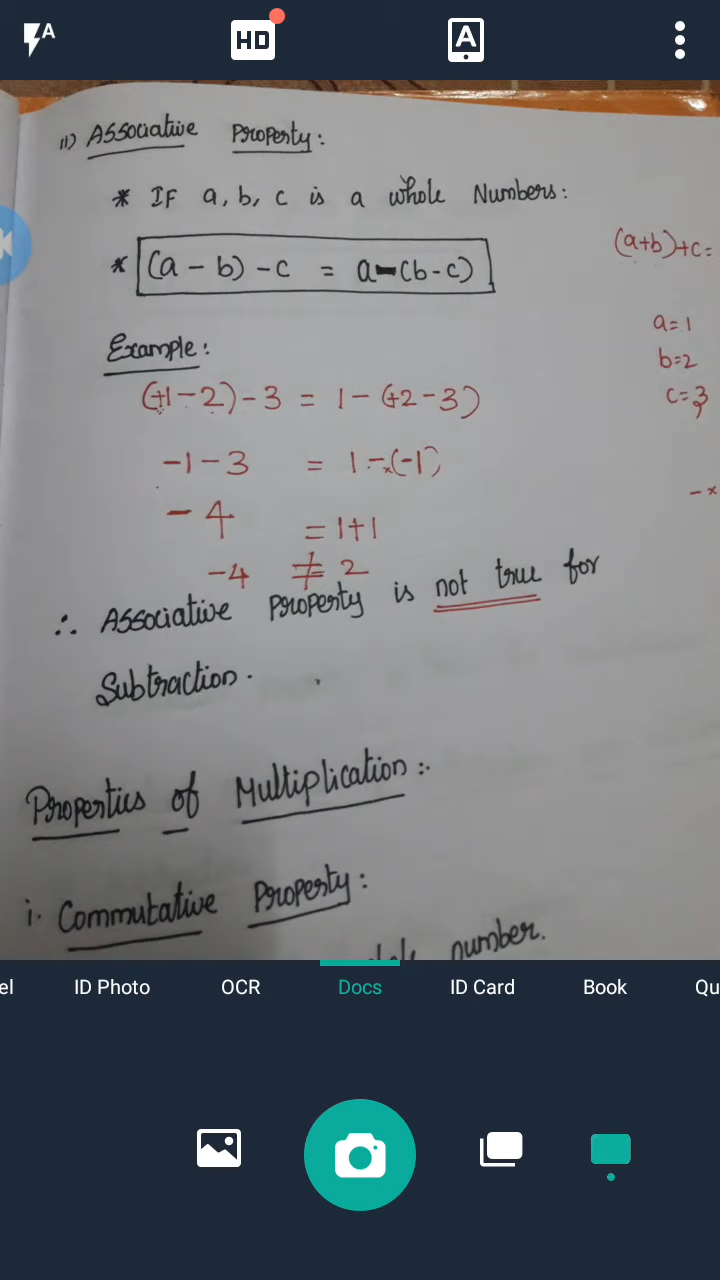 A
HD
A
ii) Associative Property:
* IF a, b, c is a whole Numbers:
* (a - b) - c = a - (b - c)
(a+b)+c=
Example:
a=1
b=2
c=3
(+1-2)-3 = 1-(+2-3)
-1-3 = 1-(-1)
-4 = 1+1
-4 ≠ 2
∴ Associative Property is not true for
Subtraction.
Properties of Multiplication:
i. Commutative Property:
number.
el ID Photo OCR Docs ID Card Book Qu